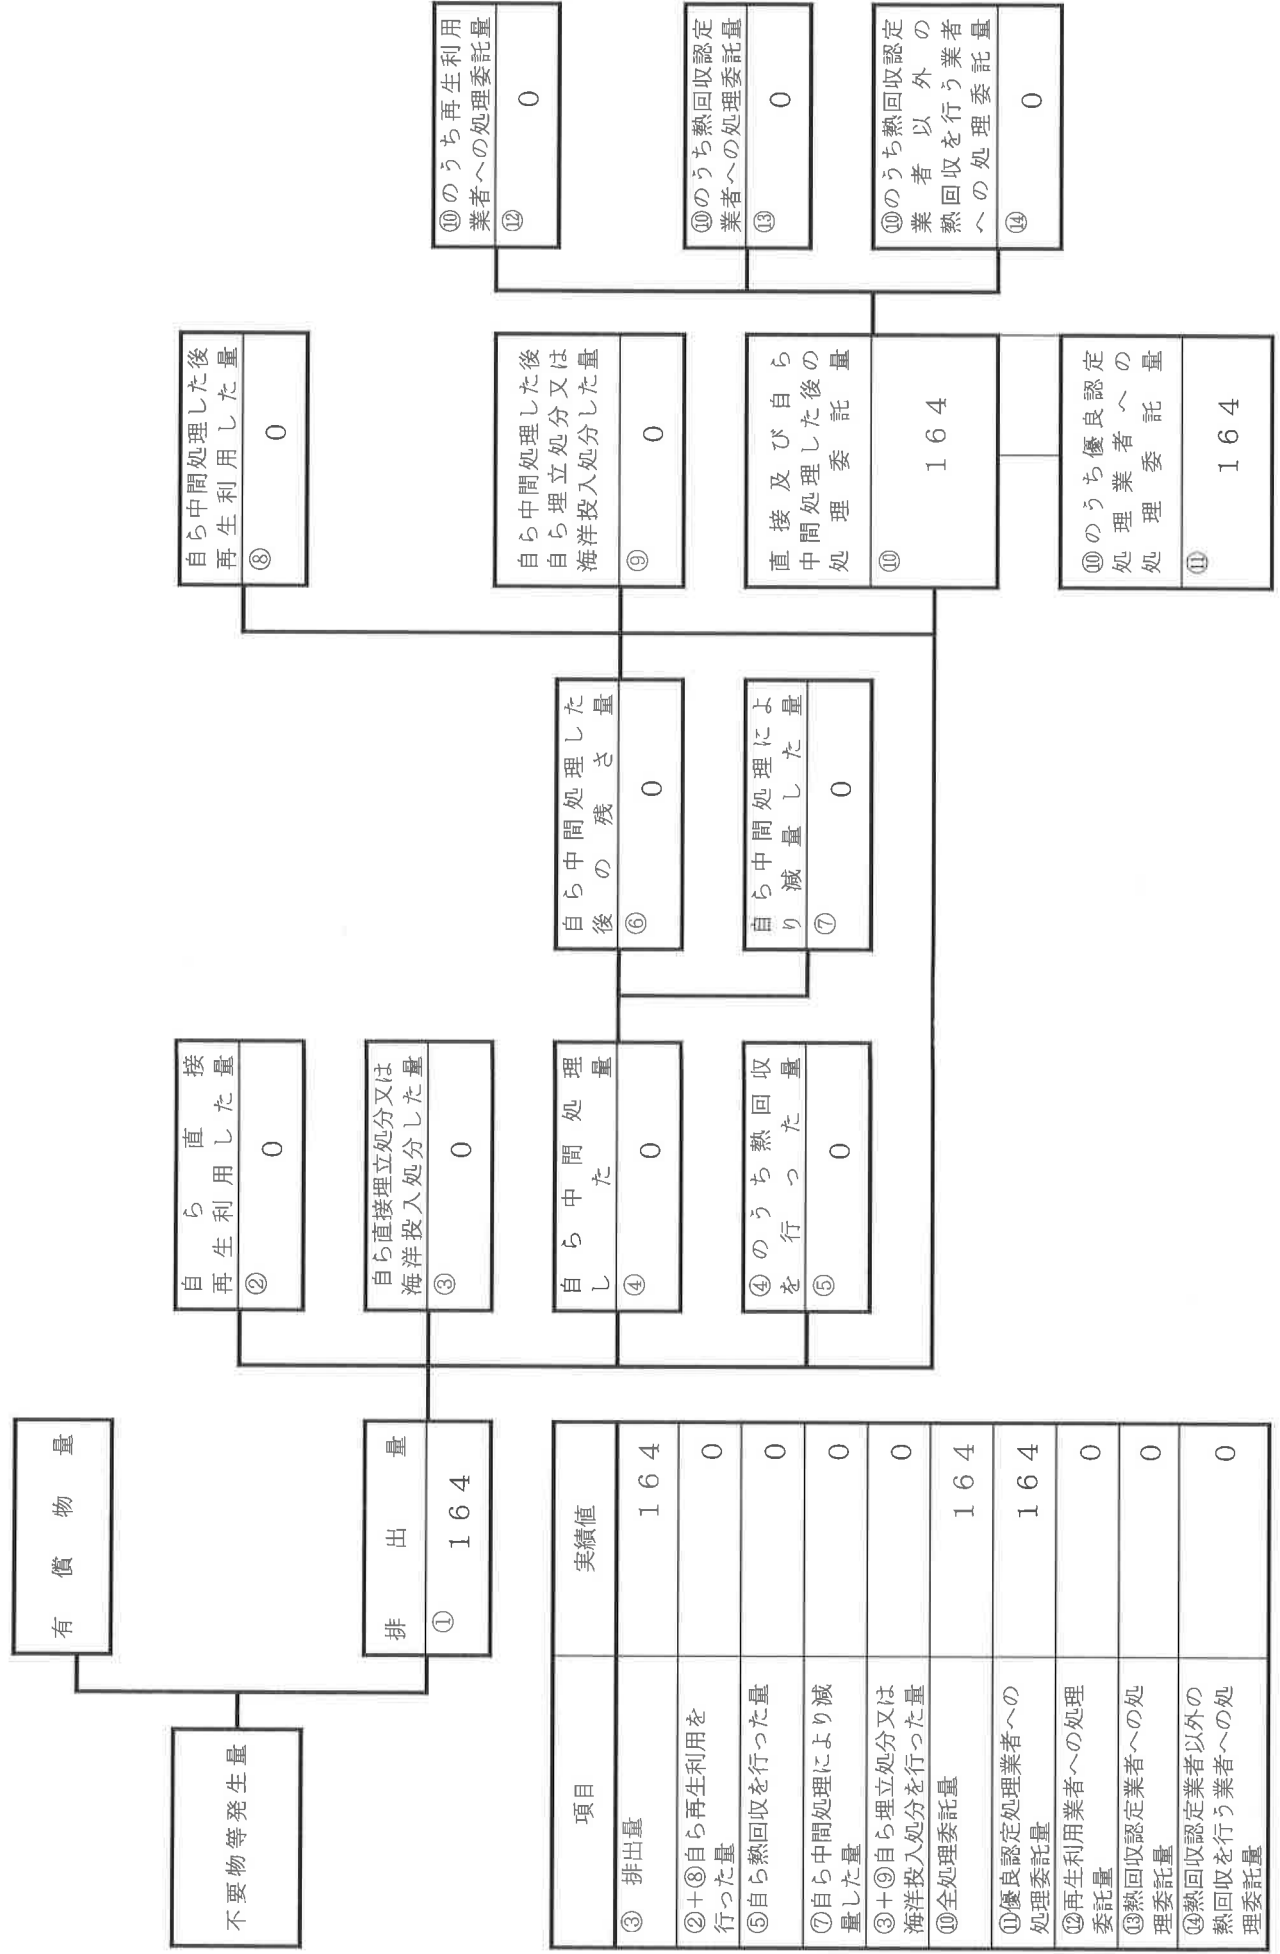 不要物等発生量
有償物量
排出量
①
164
自ら直接
再生利用した量
②
0
自ら直接埋立処分又は
海洋投入処分した量
③
0
自ら中間処理
した量
④
0
④のうち熱回収
を行った量
⑤
0
自ら中間処理した
後の残さ量
⑥
0
自ら中間処理によ
り減量した量
⑦
0
自ら中間処理した後
再生利用した量
⑧
0
自ら中間処理した後
自ら埋立処分又は
海洋投入処分した量
⑨
0
直接及び自ら
中間処理した後の
処理委託量
⑩
164
⑩のうち優良認定
処理業者への
処理委託量
⑪
164
⑩のうち再生利用
業者への処理委託量
⑫
0
⑩のうち熱回収認定
業者への処理委託量
⑬
0
⑩のうち熱回収認定
業者以外の
熱回収を行う業者
への処理委託量
⑭
0
項目 実績値
③ 排出量 164
②＋⑧自ら再生利用を
行った量 0
⑤自ら熱回収を行った量 0
⑦自ら中間処理により減
量した量 0
③＋⑨自ら埋立処分又は
海洋投入処分を行った量 0
⑩全処理委託量 164
⑪優良認定処理業者への
処理委託量 164
⑫再生利用業者への処理
委託量 0
⑬熱回収認定業者への処
理委託量 0
⑭熱回収認定業者以外の
熱回収を行う業者への処
理委託量 0